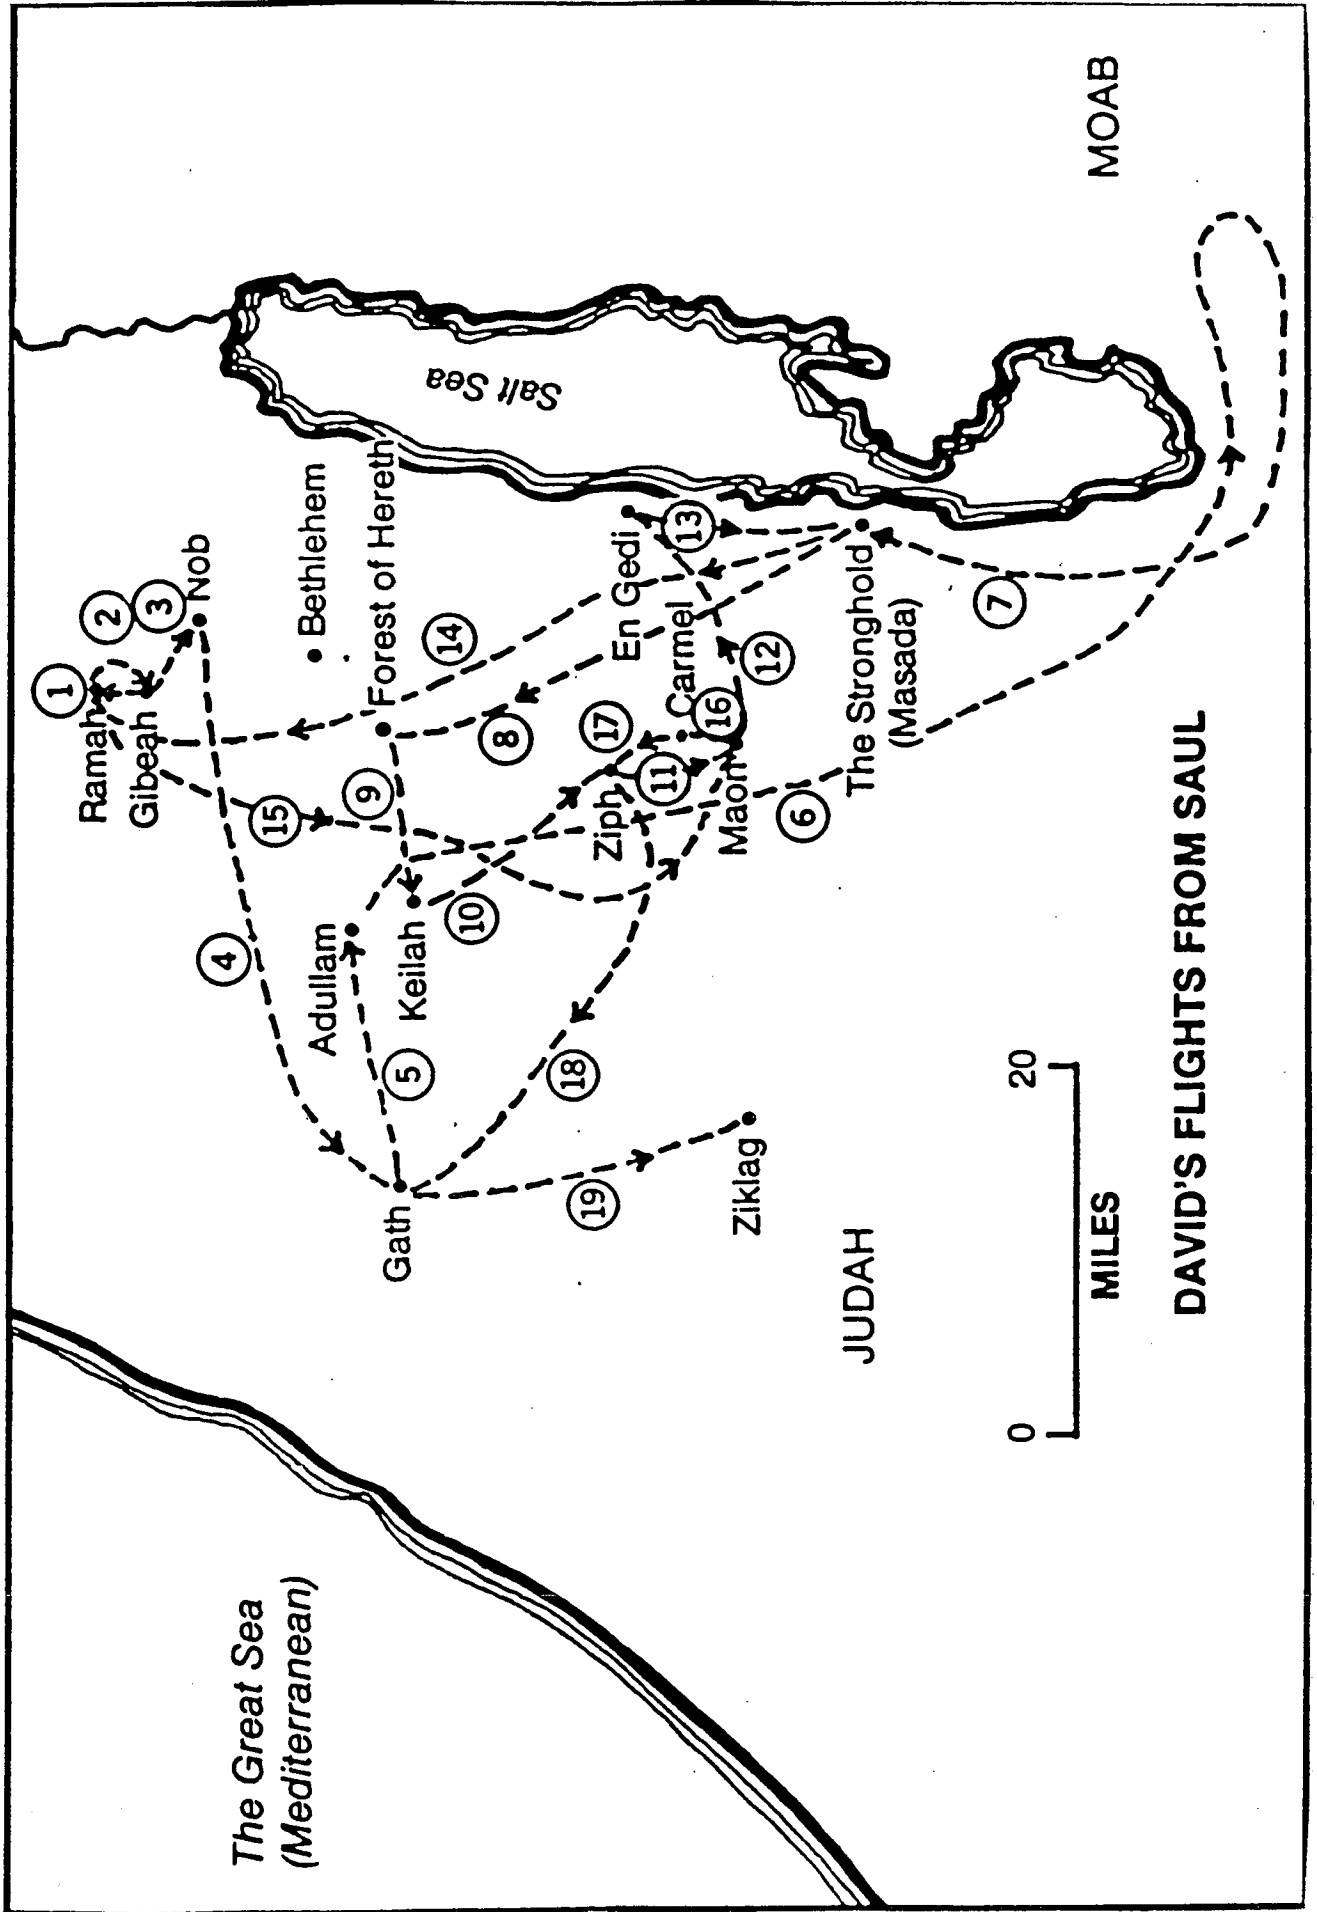 The Great Sea
(Mediterranean)
Ramah
Gibeah
Nob
1
2
3
4
15
Bethlehem
Forest of Hereth
Adullam
Keilah
Gath
5
9
10
14
8
Salt Sea
En Gedi
Carmel
Ziph
Maon
17
16
11
12
13
18
19
6
7
Ziklag
The Stronghold
(Masada)
JUDAH
MOAB
0 20
MILES
DAVID'S FLIGHTS FROM SAUL